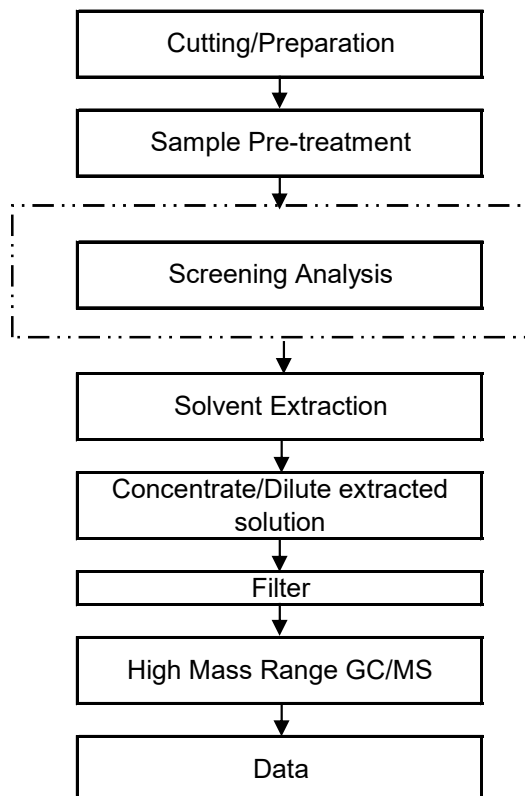 Cutting/Preparation
Sample Pre-treatment
Screening Analysis
Solvent Extraction
Concentrate/Dilute extracted
solution
Filter
High Mass Range GC/MS
Data